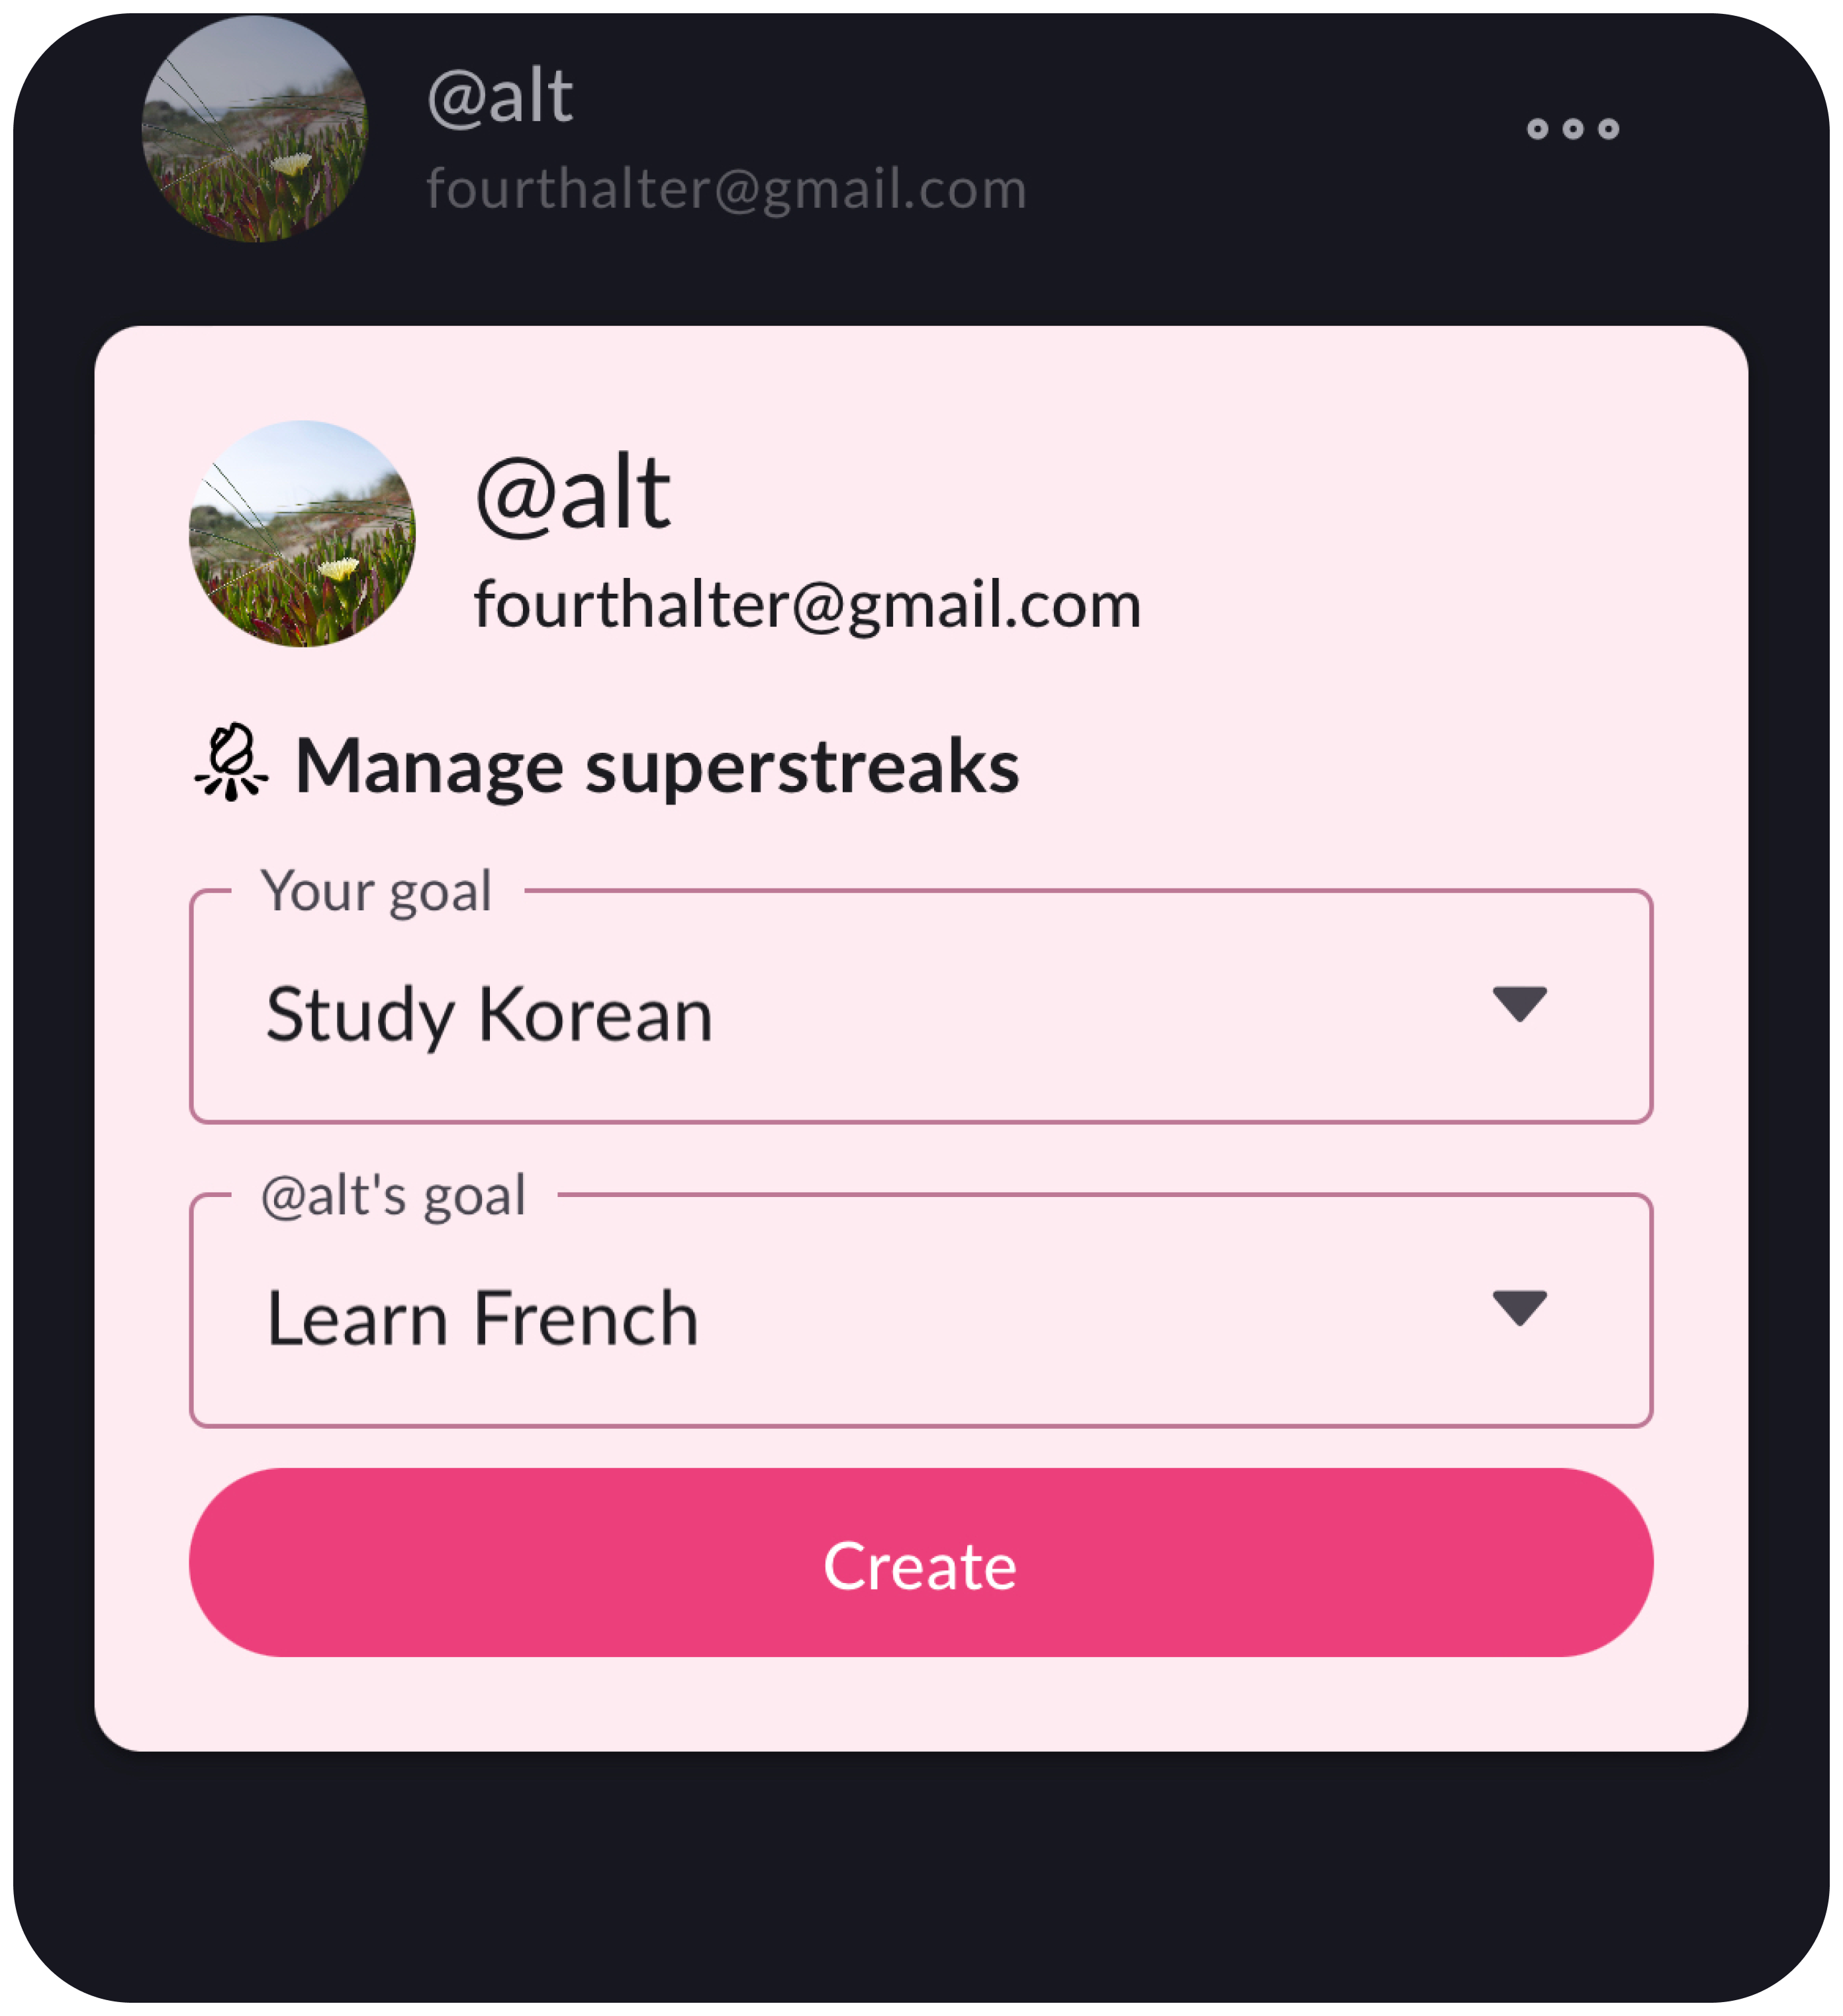 @alt
fourthalter@gmail.com
@alt
fourthalter@gmail.com
Manage superstreaks
Your goal
Study Korean
@alt's goal
Learn French
Create